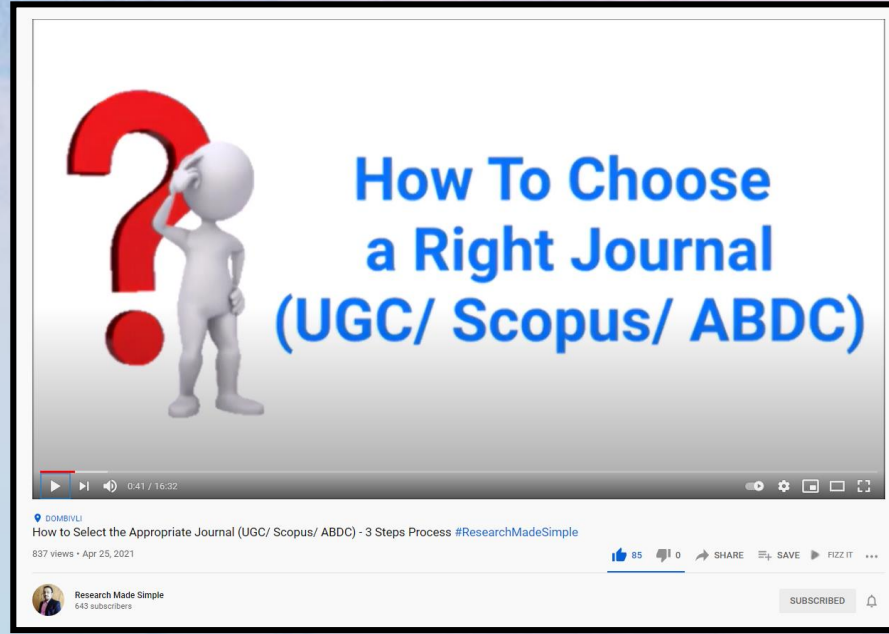 How To Choose
a Right Journal
(UGC/ Scopus/ ABDC)
0:41 / 16:32
DOMBIVLI
How to Select the Appropriate Journal (UGC/ Scopus/ ABDC) - 3 Steps Process #ResearchMadeSimple
837 views • Apr 25, 2021
85 0 SHARE SAVE FIZZ IT
Research Made Simple
643 subscribers
SUBSCRIBED